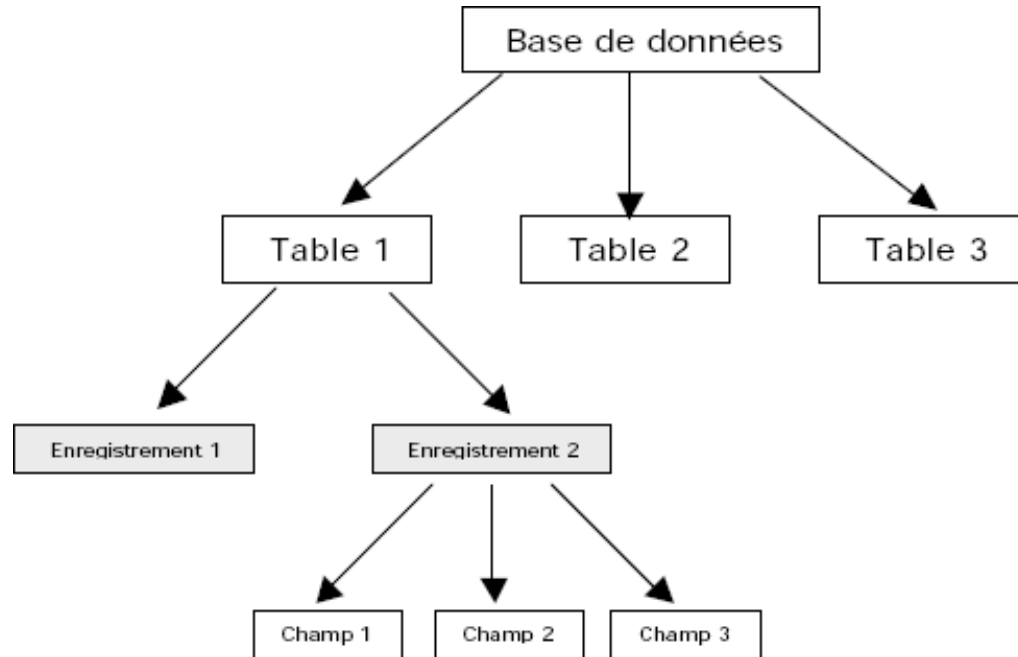 Base de données
Table 1
Table 2
Table 3
Enregistrement 1
Enregistrement 2
Champ 1
Champ 2
Champ 3